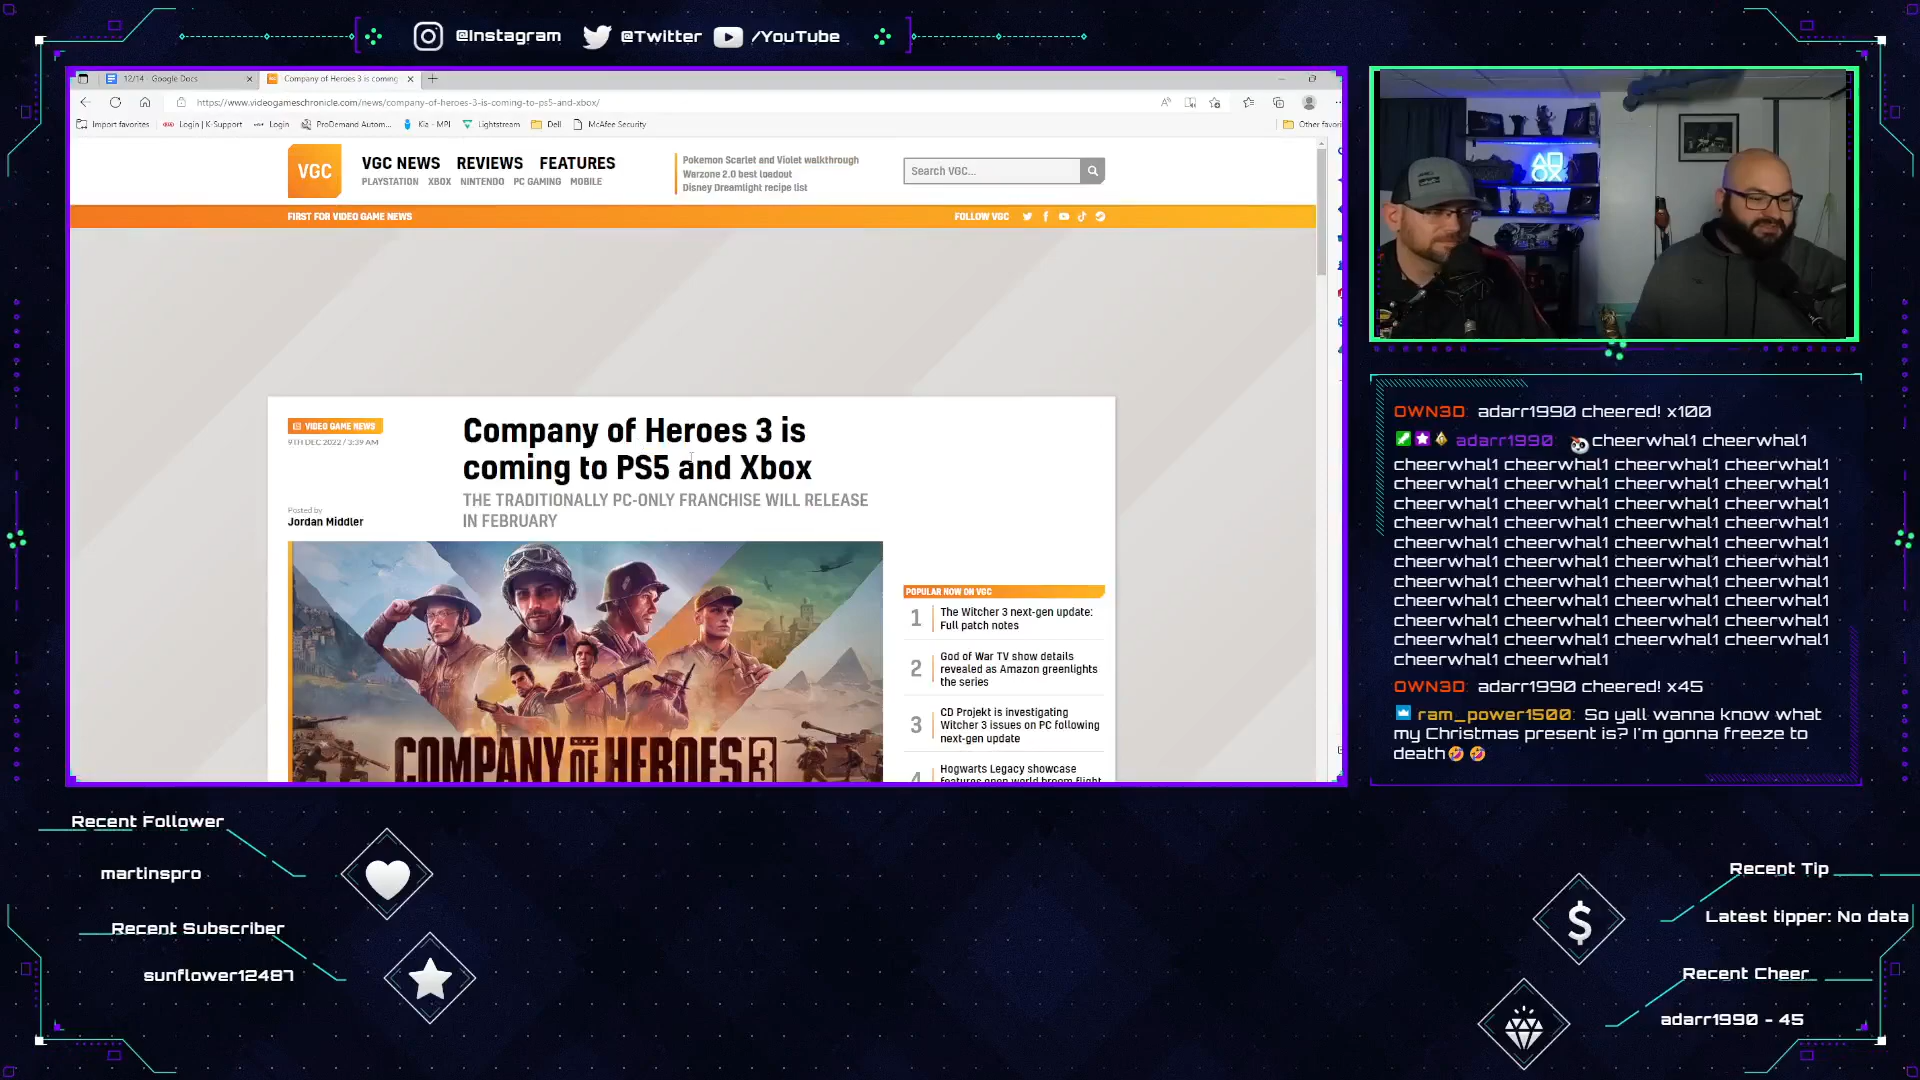 @Instagram @Twitter /YouTube
12/14 - Google Docs
Company of Heroes 3 is coming
https://www.videogameschronicle.com/news/company-of-heroes-3-is-coming-to-ps5-and-xbox/
Import favorites Login | K-Support Login ProDemand Autom... Kia - MPI Lightstream Dell McAfee Security Other favori
VGC
VGC NEWS REVIEWS FEATURES
PLAYSTATION XBOX NINTENDO PC GAMING MOBILE
Pokemon Scarlet and Violet walkthrough
Warzone 2.0 best loadout
Disney Dreamlight recipe list
Search VGC...
FIRST FOR VIDEO GAME NEWS
FOLLOW VGC
VIDEO GAME NEWS
9TH DEC 2022 / 3:39 AM
Company of Heroes 3 is
coming to PS5 and Xbox
THE TRADITIONALLY PC-ONLY FRANCHISE WILL RELEASE
IN FEBRUARY
Posted by
Jordan Middler
COMPANY OF HEROES 3
POPULAR NOW ON VGC
1 The Witcher 3 next-gen update:
Full patch notes
2 God of War TV show details
revealed as Amazon greenlights
the series
3 CD Projekt is investigating
Witcher 3 issues on PC following
next-gen update
4 Hogwarts Legacy showcase
features open world broom flight
OWN3D: adarr1990 cheered! x100
adarr1990: cheerwhal1 cheerwhal1
cheerwhal1 cheerwhal1 cheerwhal1 cheerwhal1
cheerwhal1 cheerwhal1 cheerwhal1 cheerwhal1
cheerwhal1 cheerwhal1 cheerwhal1 cheerwhal1
cheerwhal1 cheerwhal1 cheerwhal1 cheerwhal1
cheerwhal1 cheerwhal1 cheerwhal1 cheerwhal1
cheerwhal1 cheerwhal1 cheerwhal1 cheerwhal1
cheerwhal1 cheerwhal1 cheerwhal1 cheerwhal1
cheerwhal1 cheerwhal1 cheerwhal1 cheerwhal1
cheerwhal1 cheerwhal1 cheerwhal1 cheerwhal1
cheerwhal1 cheerwhal1 cheerwhal1 cheerwhal1
cheerwhal1 cheerwhal1
OWN3D: adarr1990 cheered! x45
ram_power1500: So yall wanna know what
my Christmas present is? I'm gonna freeze to
death🤣 🤣
Recent Follower
martinspro
Recent Subscriber
sunflower12487
Recent Tip
Latest tipper: No data
Recent Cheer
adarr1990 - 45